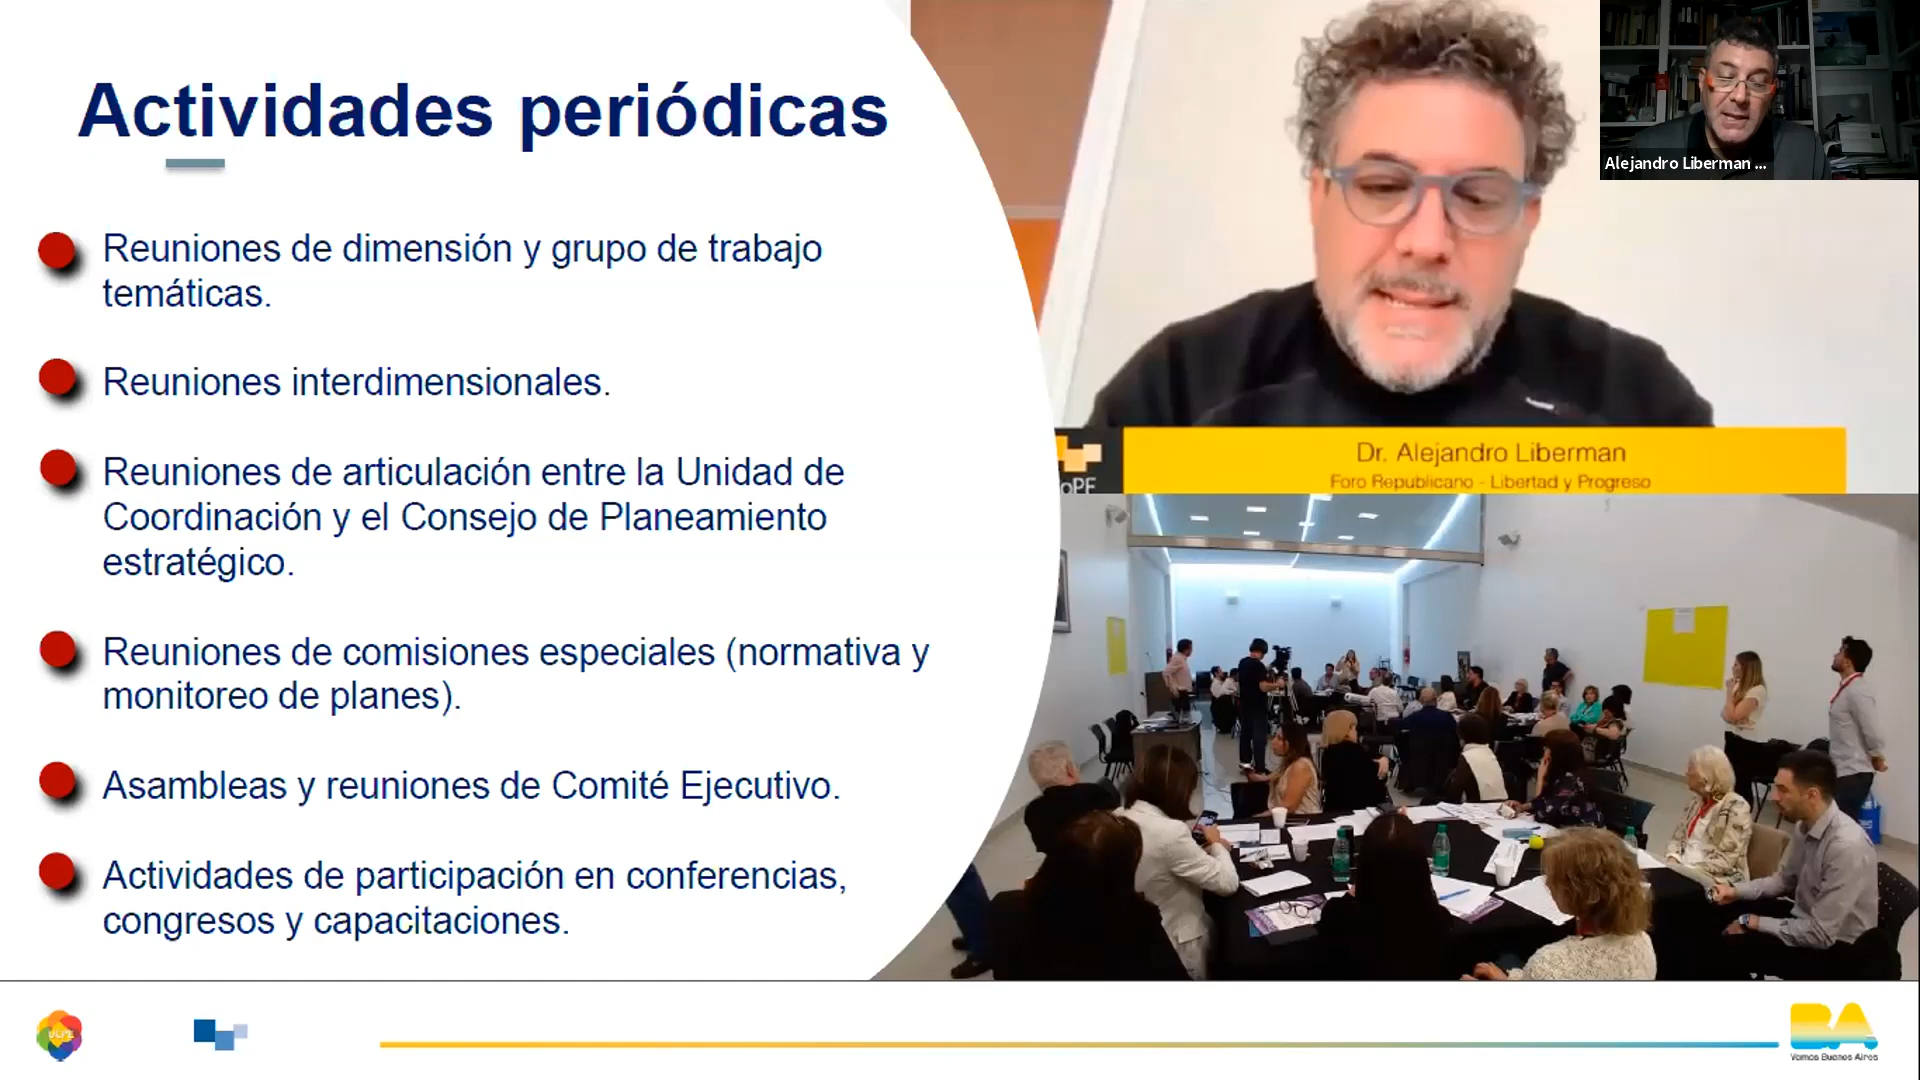 Actividades periódicas
Reuniones de dimensión y grupo de trabajo
temáticas.
Reuniones interdimensionales.
Reuniones de articulación entre la Unidad de
Coordinación y el Consejo de Planeamiento
estratégico.
Reuniones de comisiones especiales (normativa y
monitoreo de planes).
Asambleas y reuniones de Comité Ejecutivo.
Actividades de participación en conferencias,
congresos y capacitaciones.
Alejandro Liberman ...
oPE
Dr. Alejandro Liberman
Foro Republicano - Libertad y Progreso
BA
Vamos Buenos Aires